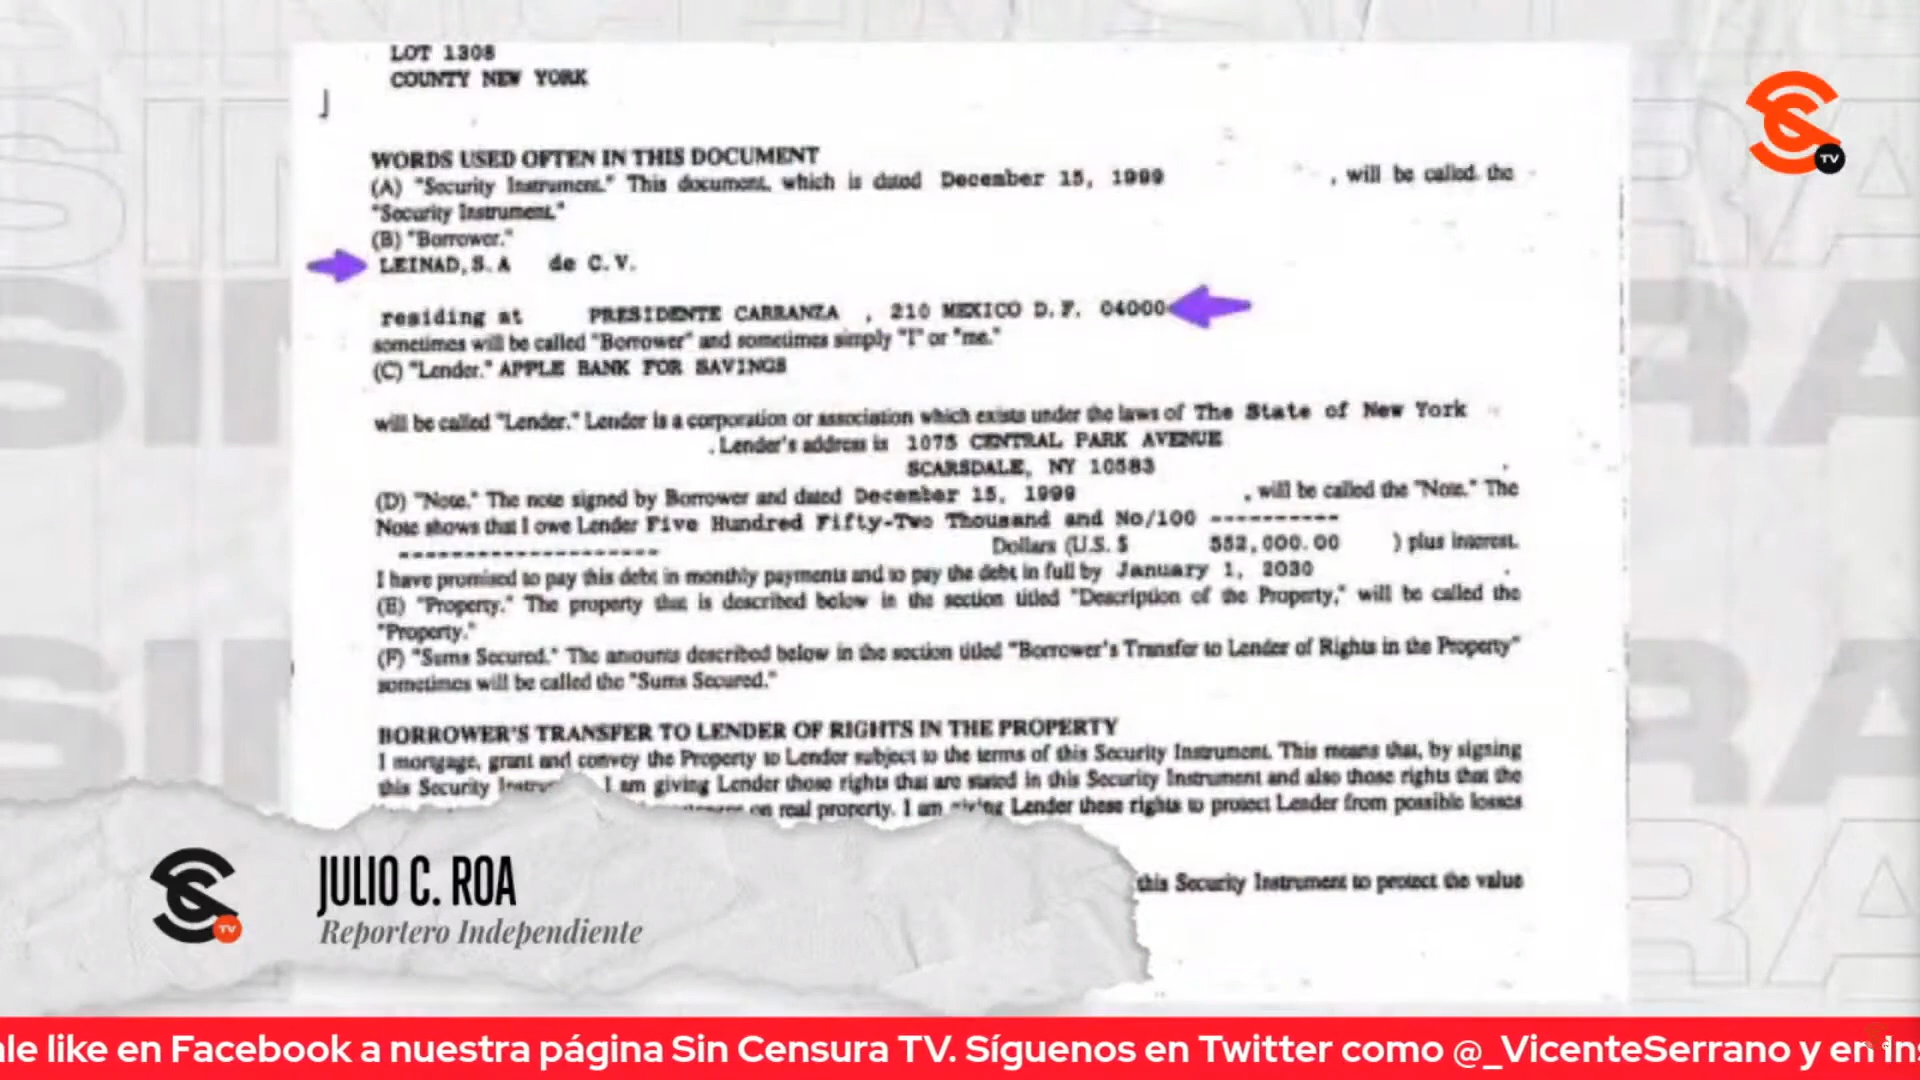 LOT 1308
COUNTY NEW YORK
WORDS USED OFTEN IN THIS DOCUMENT
(A) "Security Instrument." This document, which is dated December 15, 1999 , will be called the
"Security Instrument."
(B) "Borrower."
LEINAD, S.A de C.V.
residing at PRESIDENTE CARRANZA , 210 MEXICO D.F. 04000
sometimes will be called "Borrower" and sometimes simply "I" or "me."
(C) "Lender." APPLE BANK FOR SAVINGS
will be called "Lender." Lender is a corporation or association which exists under the laws of The State of New York
. Lender's address is 1075 CENTRAL PARK AVENUE
SCARSDALE, NY 10583
(D) "Note." The note signed by Borrower and dated December 15, 1999 , will be called the "Note." The
Note shows that I owe Lender Five Hundred Fifty-Two Thousand and No/100 ----------
-------------------- Dollars (U.S. $ 552,000.00 ) plus interest.
I have promised to pay this debt in monthly payments and to pay the debt in full by January 1, 2030 .
(E) "Property." The property that is described below in the section titled "Description of the Property," will be called the
"Property."
(F) "Sums Secured." The amounts described below in the section titled "Borrower's Transfer to Lender of Rights in the Property"
sometimes will be called the "Sums Secured."
BORROWER'S TRANSFER TO LENDER OF RIGHTS IN THE PROPERTY
I mortgage, grant and convey the Property to Lender subject to the terms of this Security Instrument. This means that, by signing
this Security I am giving Lender those rights that are stated in this Security Instrument and also those rights that the
on real property. I am giving Lender these rights to protect Lender from possible losses
this Security Instrument to protect the value
JULIO C. ROA
Reportero Independiente
TV
TV
ale like en Facebook a nuestra página Sin Censura TV. Síguenos en Twitter como @_VicenteSerrano y en Ins